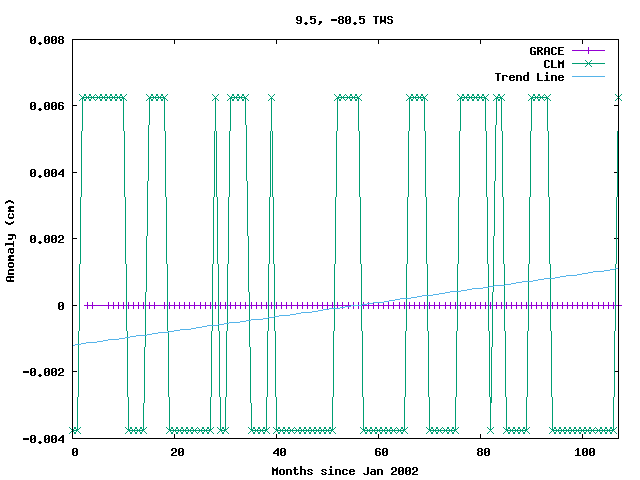 9.5, -80.5 TWS
GRACE
CLM
Trend Line
Anomaly (cm)
0.008
0.006
0.004
0.002
0
-0.002
-0.004
0 20 40 60 80 100
Months since Jan 2002